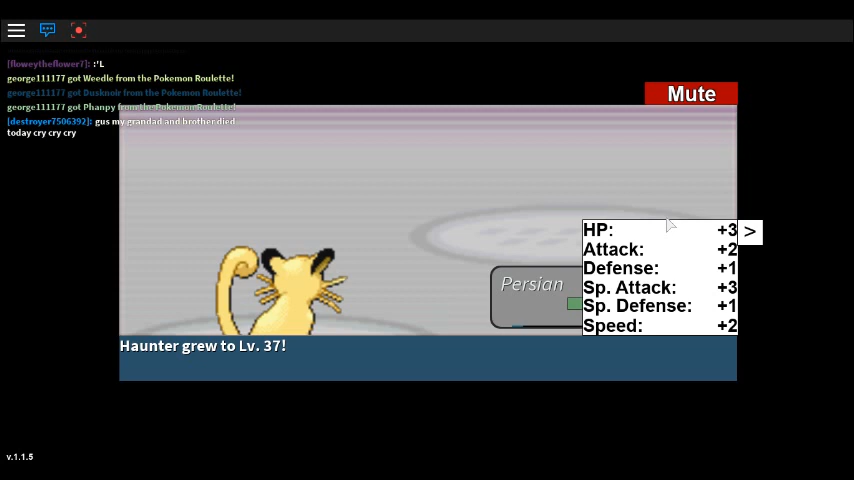 [floweytheflower7]: :'L
george111177 got Weedle from the Pokemon Roulette!
george111177 got Dusknoir from the Pokemon Roulette!
george111177 got Phanpy from the Pokemon Roulette!
[destroyer7506392]: gus my grandad and brother died
today cry cry cry
Mute
HP: +3
>
Attack: +2
Defense: +1
Persian
Sp. Attack: +3
Sp. Defense: +1
Speed: +2
Haunter grew to Lv. 37!
v.1.1.5